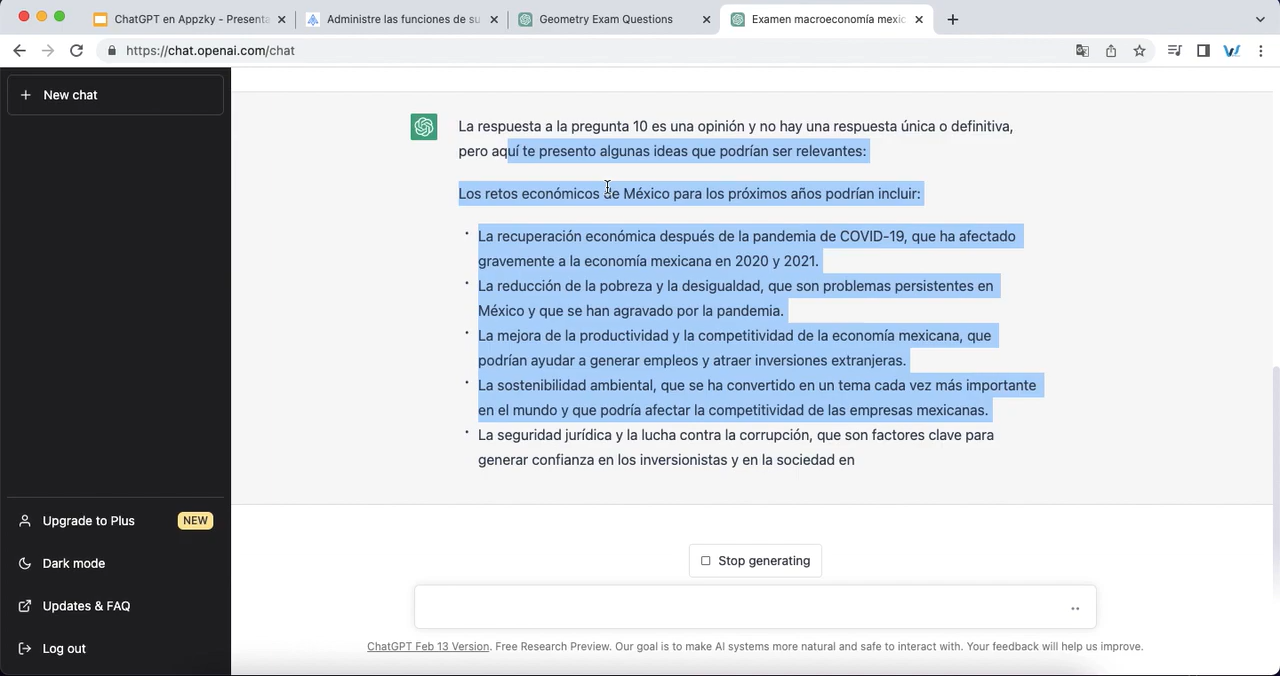 ChatGPT en Appzky - Presenta
Administre las funciones de su
Geometry Exam Questions
Examen macroeconomía mexic
https://chat.openai.com/chat
New chat
La respuesta a la pregunta 10 es una opinión y no hay una respuesta única o definitiva,
pero aquí te presento algunas ideas que podrían ser relevantes:
Los retos económicos de México para los próximos años podrían incluir:
La recuperación económica después de la pandemia de COVID-19, que ha afectado
gravemente a la economía mexicana en 2020 y 2021.
La reducción de la pobreza y la desigualdad, que son problemas persistentes en
México y que se han agravado por la pandemia.
La mejora de la productividad y la competitividad de la economía mexicana, que
podrían ayudar a generar empleos y atraer inversiones extranjeras.
La sostenibilidad ambiental, que se ha convertido en un tema cada vez más importante
en el mundo y que podría afectar la competitividad de las empresas mexicanas.
La seguridad jurídica y la lucha contra la corrupción, que son factores clave para
generar confianza en los inversionistas y en la sociedad en
Upgrade to Plus NEW
Dark mode
Updates & FAQ
Log out
Stop generating
ChatGPT Feb 13 Version. Free Research Preview. Our goal is to make AI systems more natural and safe to interact with. Your feedback will help us improve.